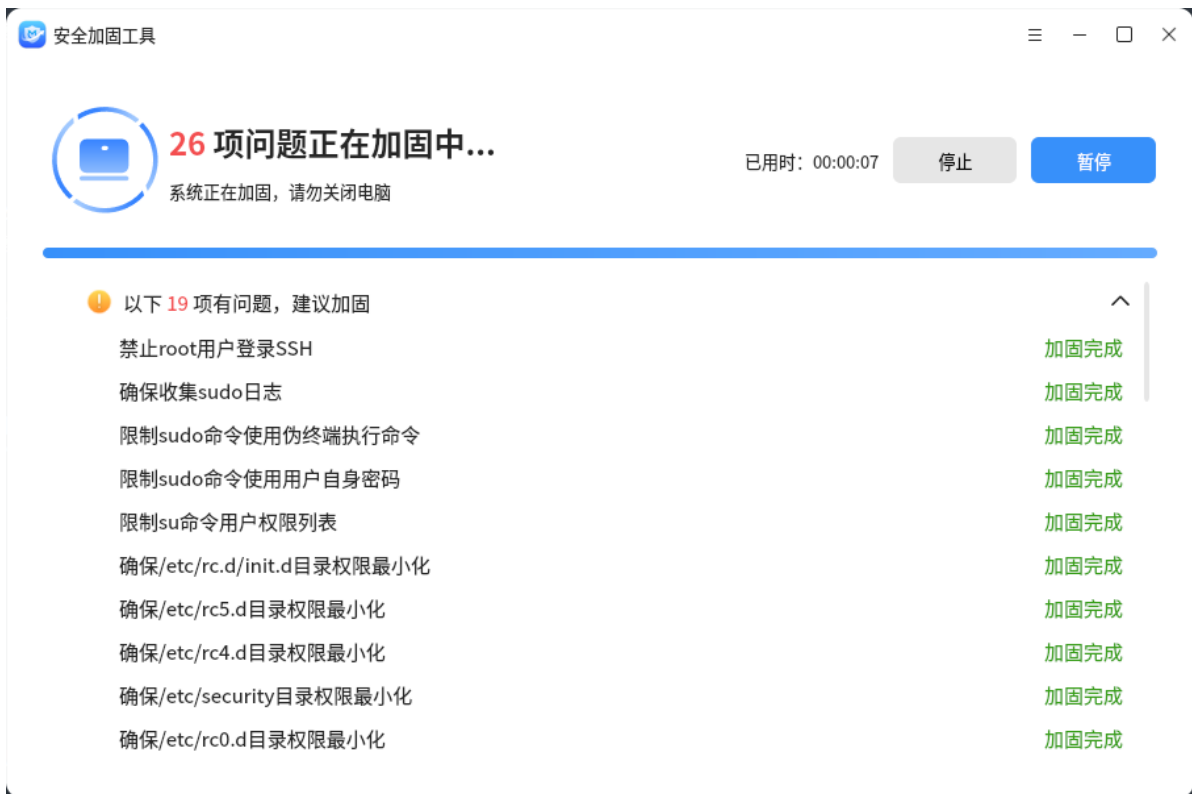 安全加固工具
26 项问题正在加固中...
系统正在加固，请勿关闭电脑
已用时：00:00:07 停止 暂停
以下 19 项有问题，建议加固
禁止root用户登录SSH 加固完成
确保收集sudo日志 加固完成
限制sudo命令使用伪终端执行命令 加固完成
限制sudo命令使用用户自身密码 加固完成
限制su命令用户权限列表 加固完成
确保/etc/rc.d/init.d目录权限最小化 加固完成
确保/etc/rc5.d目录权限最小化 加固完成
确保/etc/rc4.d目录权限最小化 加固完成
确保/etc/security目录权限最小化 加固完成
确保/etc/rc0.d目录权限最小化 加固完成